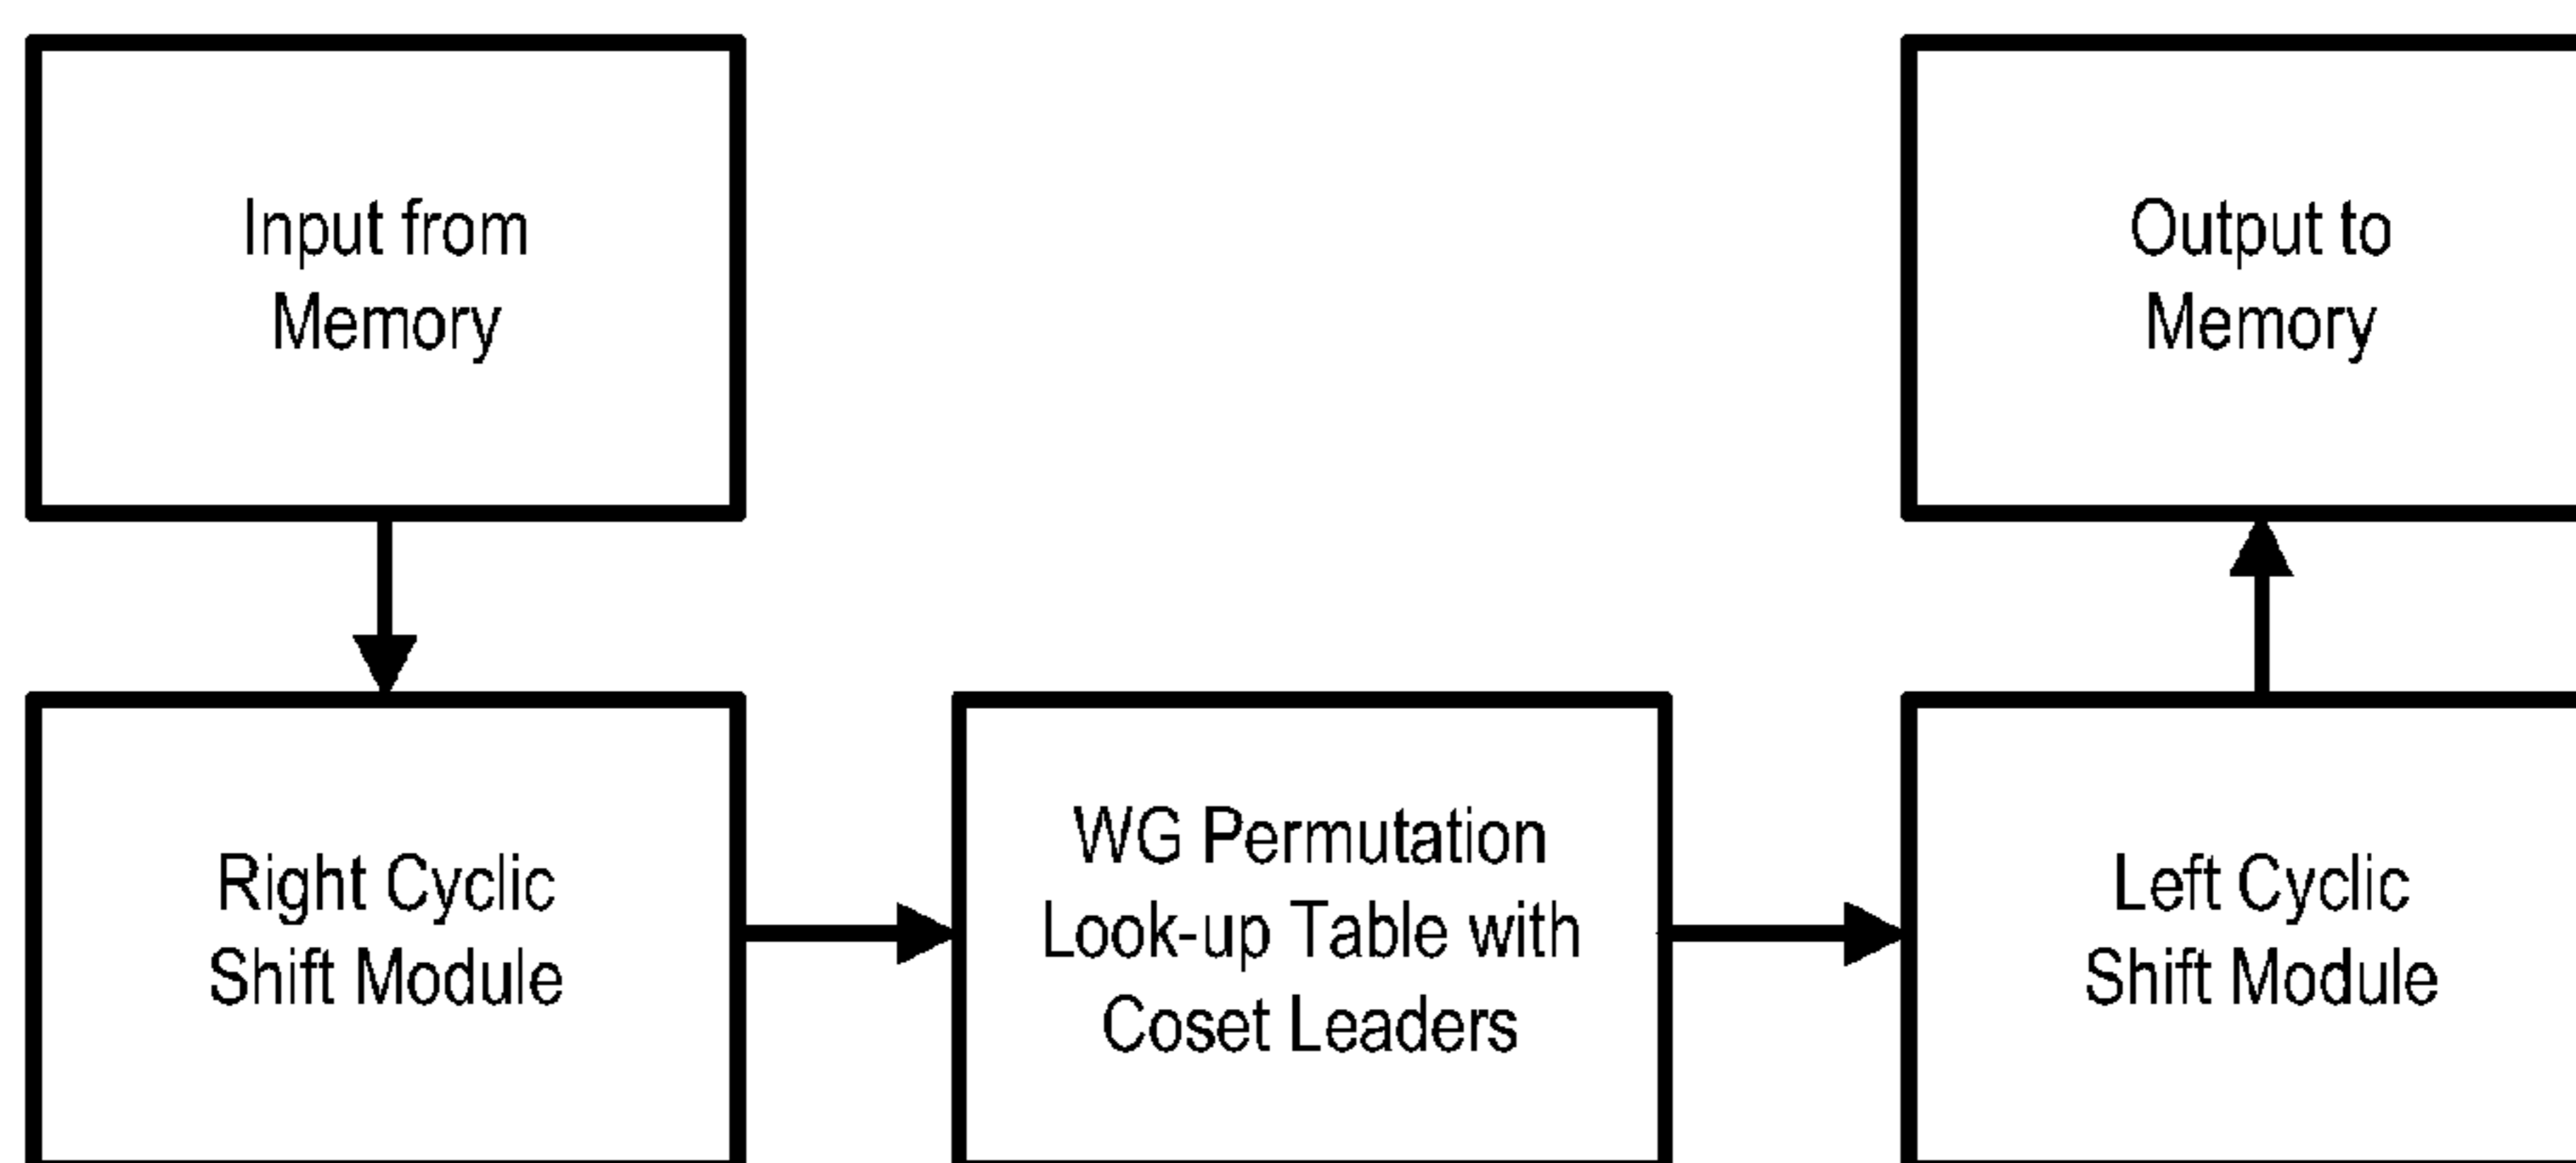 Input from
Memory
Output to
Memory
Right Cyclic
Shift Module
WG Permutation
Look-up Table with
Coset Leaders
Left Cyclic
Shift Module